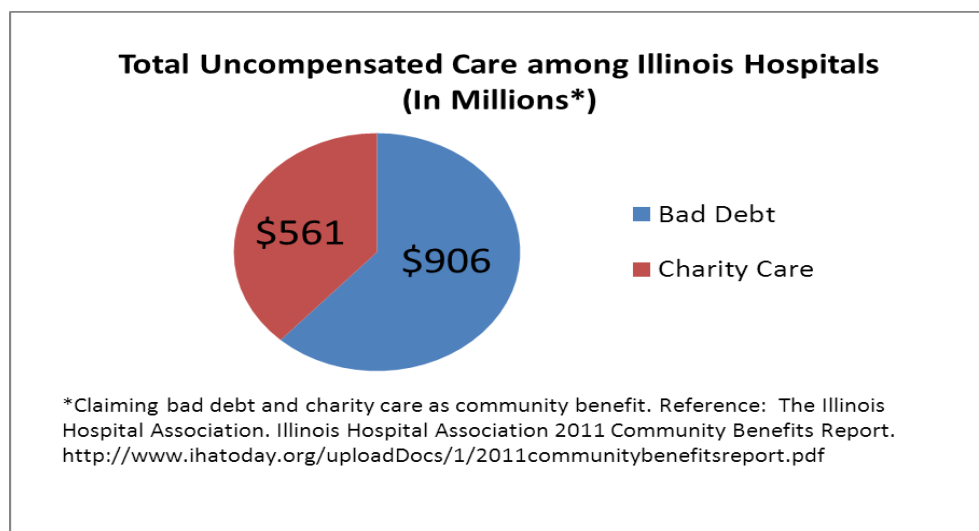 Total Uncompensated Care among Illinois Hospitals
(In Millions*)
$561
$906
Bad Debt
Charity Care
*Claiming bad debt and charity care as community benefit. Reference:  The Illinois
Hospital Association. Illinois Hospital Association 2011 Community Benefits Report.
http://www.ihatoday.org/uploadDocs/1/2011communitybenefitsreport.pdf